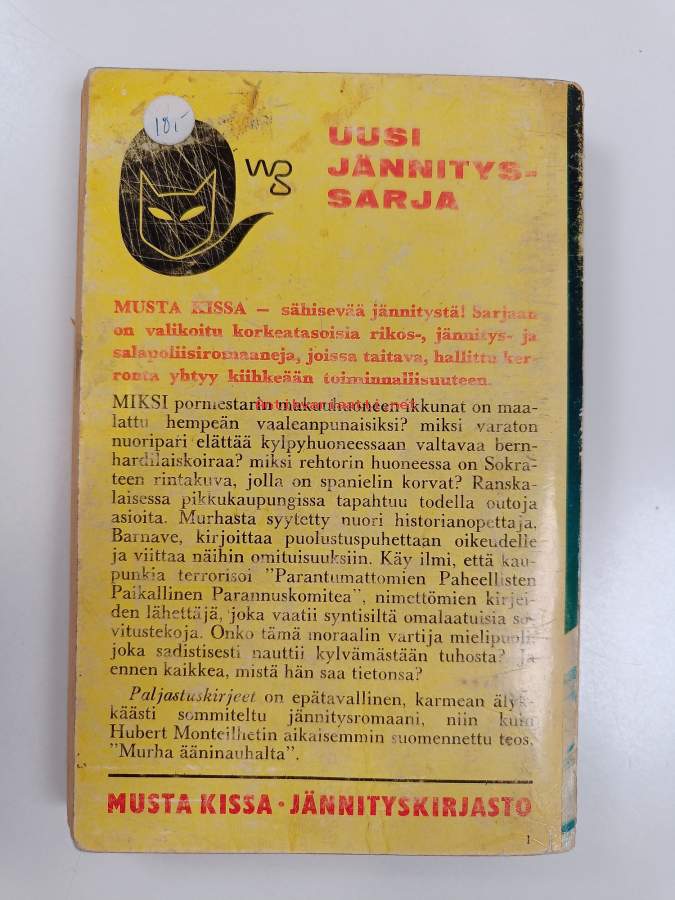 18,-
WS
UUSI
JÄNNITYS-
SARJA
MUSTA KISSA — sähisevää jännitystä! Sarjaan
on valikoitu korkeatasoisia rikos-, jännitys- ja
salapoliisiromaaneja, joissa taitava, hallittu ker-
ronta yhtyy kiihkeään toiminnallisuuteen.
MIKSI pormestarin makuuhuoneen ikkunat on maa-
lattu hempeän vaaleanpunaisiksi? miksi varaton
nuoripari elättää kylpyhuoneessaan valtavaa bern-
hardilaiskoiraa? miksi rehtorin huoneessa on Sokra-
teen rintakuva, jolla on spanielin korvat? Ranska-
laisessa pikkukaupungissa tapahtuu todella outoja
asioita. Murhasta syytetty nuori historianopettaja,
Barnave, kirjoittaa puolustuspuhettaan oikeudelle
ja viittaa näihin omituisuuksiin. Käy ilmi, että kau-
punkia terrorisoi "Parantumattomien Paheellisten
Paikallinen Parannuskomitea", nimettömien kirjei-
den lähettäjä, joka vaatii syntisiltä omalaatuisia so-
vitustekoja. Onko tämä moraalin vartija mielipuoli,
joka sadistisesti nauttii kylvämästään tuhosta? Ja
ennen kaikkea, mistä hän saa tietonsa?
Paljastuskirjeet on epätavallinen, karmean älyk-
käästi sommiteltu jännitysromaani, niin kuin
Hubert Monteilhetin aikaisemmin suomennettu teos,
"Murha ääninauhalta".
MUSTA KISSA · JÄNNITYSKIRJASTO
1